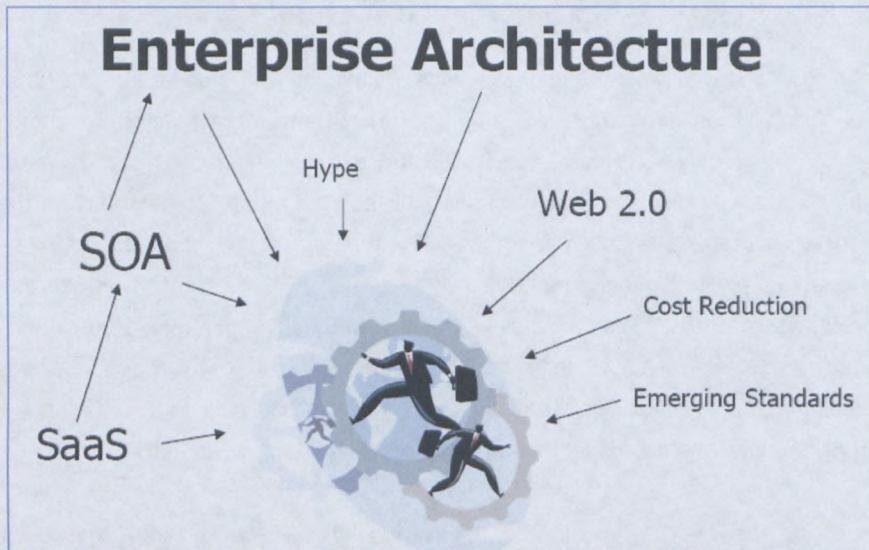 Enterprise Architecture
Hype
Web 2.0
SOA
Cost Reduction
Emerging Standards
SaaS